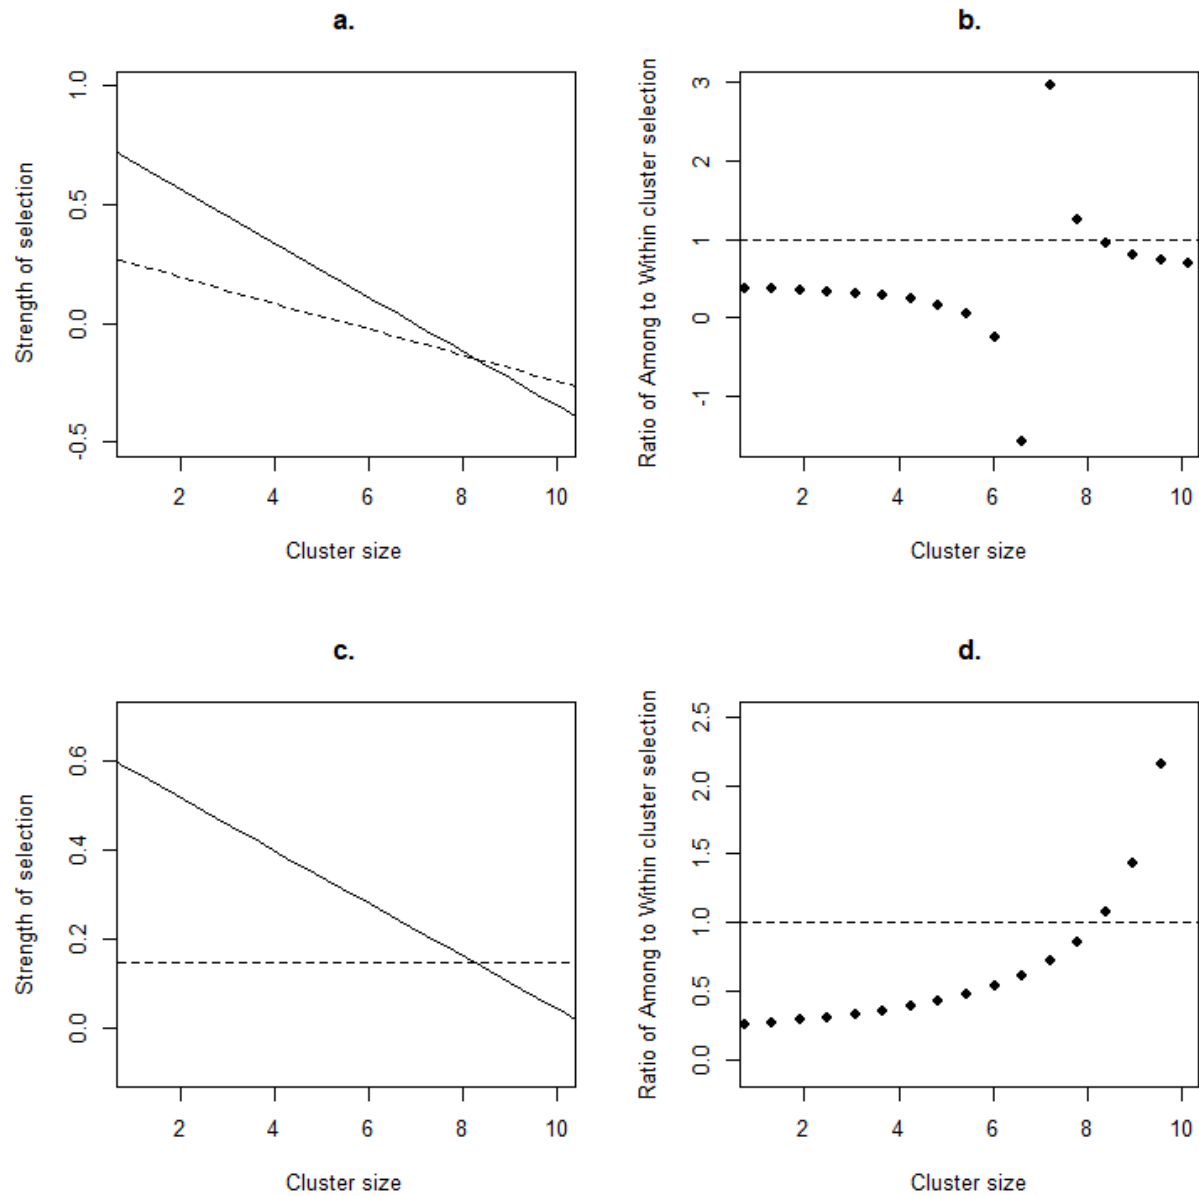 a.
Strength of selection
1.0
0.5
0.0
-0.5
2 4 6 8 10
Cluster size
b.
Ratio of Among to Within cluster selection
3
2
1
0
-1
2 4 6 8 10
Cluster size
c.
Strength of selection
0.6
0.4
0.2
0.0
2 4 6 8 10
Cluster size
d.
Ratio of Among to Within cluster selection
2.5
2.0
1.5
1.0
0.5
0.0
2 4 6 8 10
Cluster size